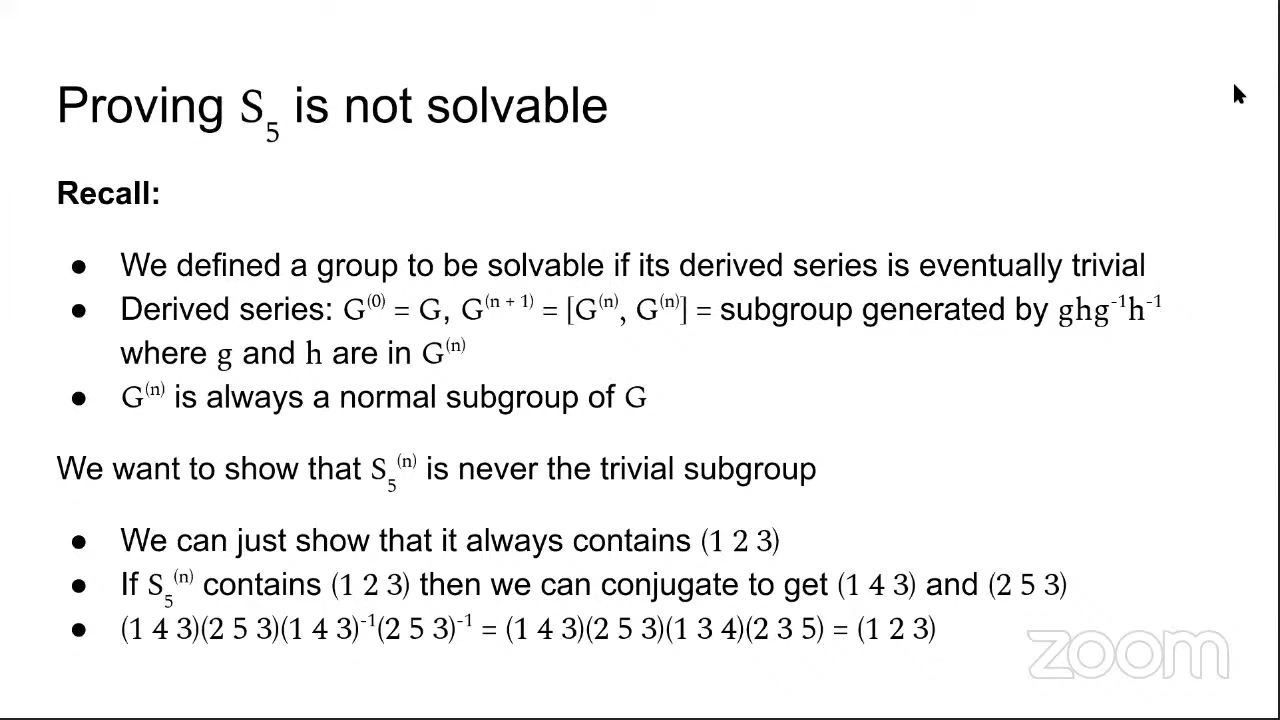 Proving S₅ is not solvable
Recall:
● We defined a group to be solvable if its derived series is eventually trivial
● Derived series: G⁽⁰⁾ = G, G⁽ⁿ ⁺ ¹⁾ = [G⁽ⁿ⁾, G⁽ⁿ⁾] = subgroup generated by ghg⁻¹h⁻¹
where g and h are in G⁽ⁿ⁾
● G⁽ⁿ⁾ is always a normal subgroup of G
We want to show that S₅⁽ⁿ⁾ is never the trivial subgroup
● We can just show that it always contains (1 2 3)
● If S₅⁽ⁿ⁾ contains (1 2 3) then we can conjugate to get (1 4 3) and (2 5 3)
● (1 4 3)(2 5 3)(1 4 3)⁻¹(2 5 3)⁻¹ = (1 4 3)(2 5 3)(1 3 4)(2 3 5) = (1 2 3)
zoom